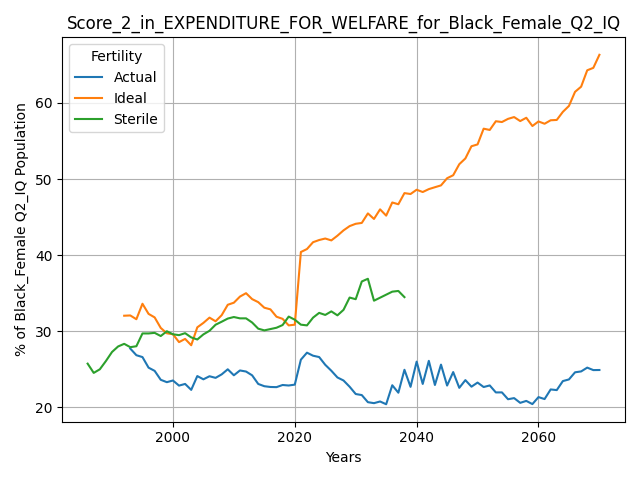 Score_2_in_EXPENDITURE_FOR_WELFARE_for_Black_Female_Q2_IQ
Fertility
Actual
Ideal
Sterile
% of Black_Female Q2_IQ Population
60
50
40
30
20
2000
2020
2040
2060
Years